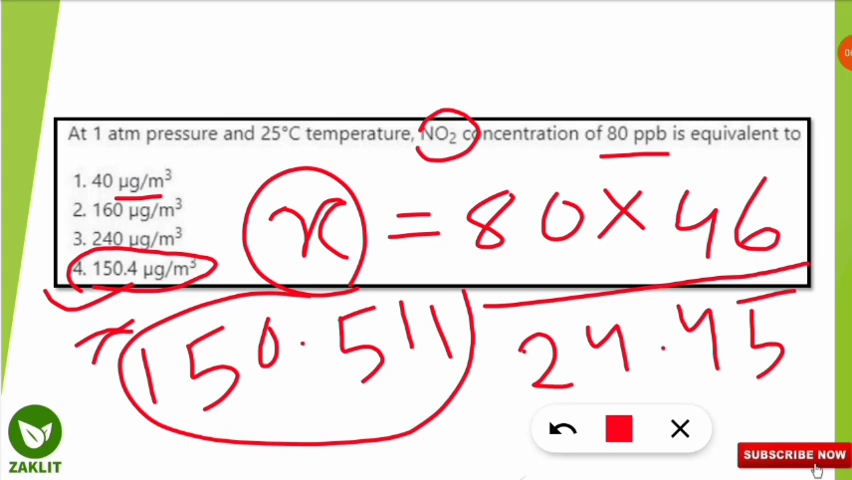 At 1 atm pressure and 25°C temperature, NO₂ concentration of 80 ppb is equivalent to
1. 40 µg/m³
2. 160 µg/m³
3. 240 µg/m³
4. 150.4 µg/m³
x = 80 × 46
24.45
150.511
ZAKLIT
SUBSCRIBE NOW